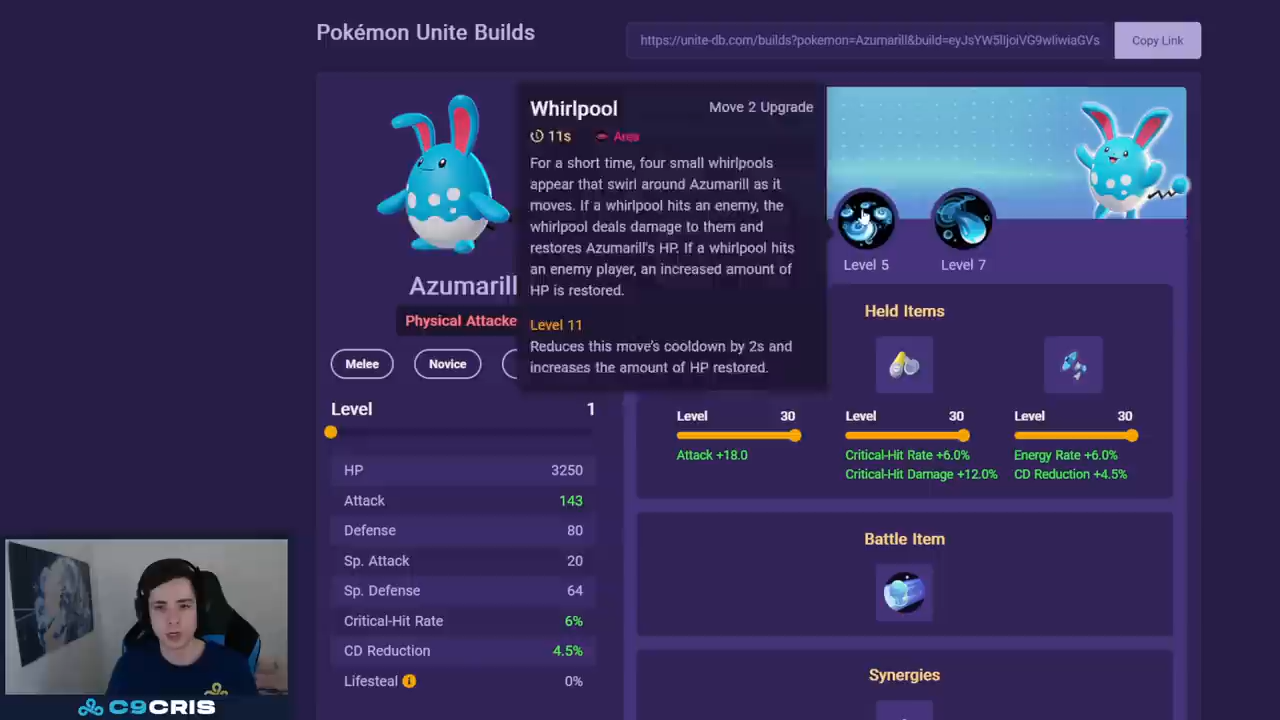 Pokémon Unite Builds
https://unite-db.com/builds?pokemon=Azumarill&build=eyJsYW5lIjoiVG9wIiwiaGVs
Copy Link
Whirlpool
Move 2 Upgrade
11s
Area
For a short time, four small whirlpools
appear that swirl around Azumarill as it
moves. If a whirlpool hits an enemy, the
whirlpool deals damage to them and
restores Azumarill's HP. If a whirlpool hits
an enemy player, an increased amount of
HP is restored.
Level 11
Reduces this move's cooldown by 2s and
increases the amount of HP restored.
Level 5
Level 7
Azumarill
Physical Attacke
Melee
Novice
Level 1
HP 3250
Attack 143
Defense 80
Sp. Attack 20
Sp. Defense 64
Critical-Hit Rate 6%
CD Reduction 4.5%
Lifesteal 0%
Held Items
Level 30
Attack +18.0
Level 30
Critical-Hit Rate +6.0%
Critical-Hit Damage +12.0%
Level 30
Energy Rate +6.0%
CD Reduction +4.5%
Battle Item
Synergies
C9CRIS